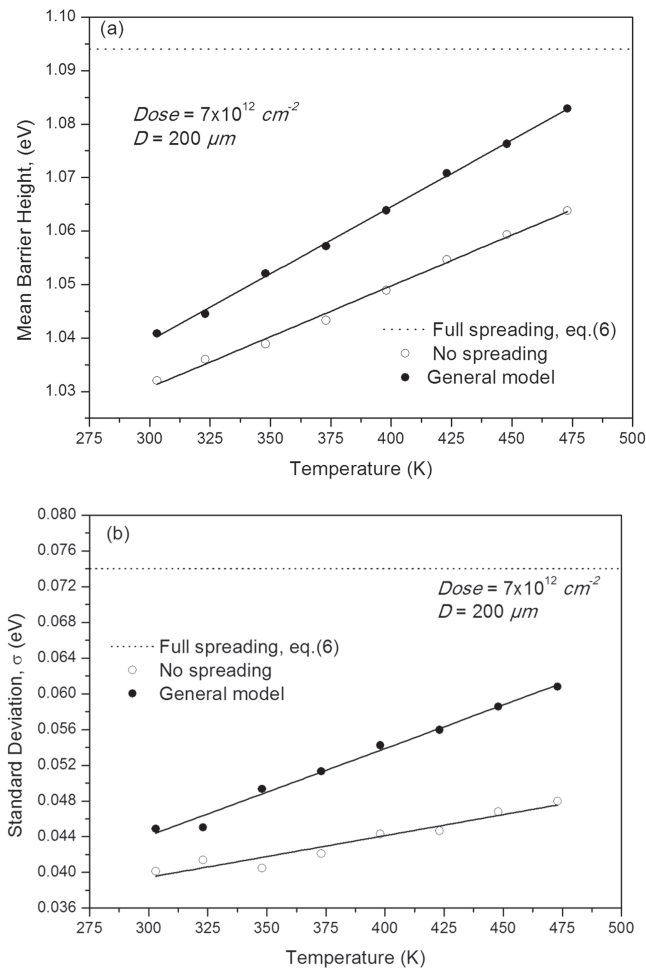 1.10
(a)
1.09
Dose = 7x10¹² cm⁻²
D = 200 μm
1.08
1.07
1.06
1.05
1.04
1.03
Mean Barrier Height, (eV)
Full spreading, eq.(6)
No spreading
General model
275 300 325 350 375 400 425 450 475 500
Temperature (K)
0.080
(b)
0.076
0.072
Dose = 7x10¹² cm⁻²
D = 200 μm
0.068
0.064
0.060
0.056
0.052
0.048
0.044
0.040
0.036
Standard Deviation, σ (eV)
Full spreading, eq.(6)
No spreading
General model
275 300 325 350 375 400 425 450 475 500
Temperature (K)